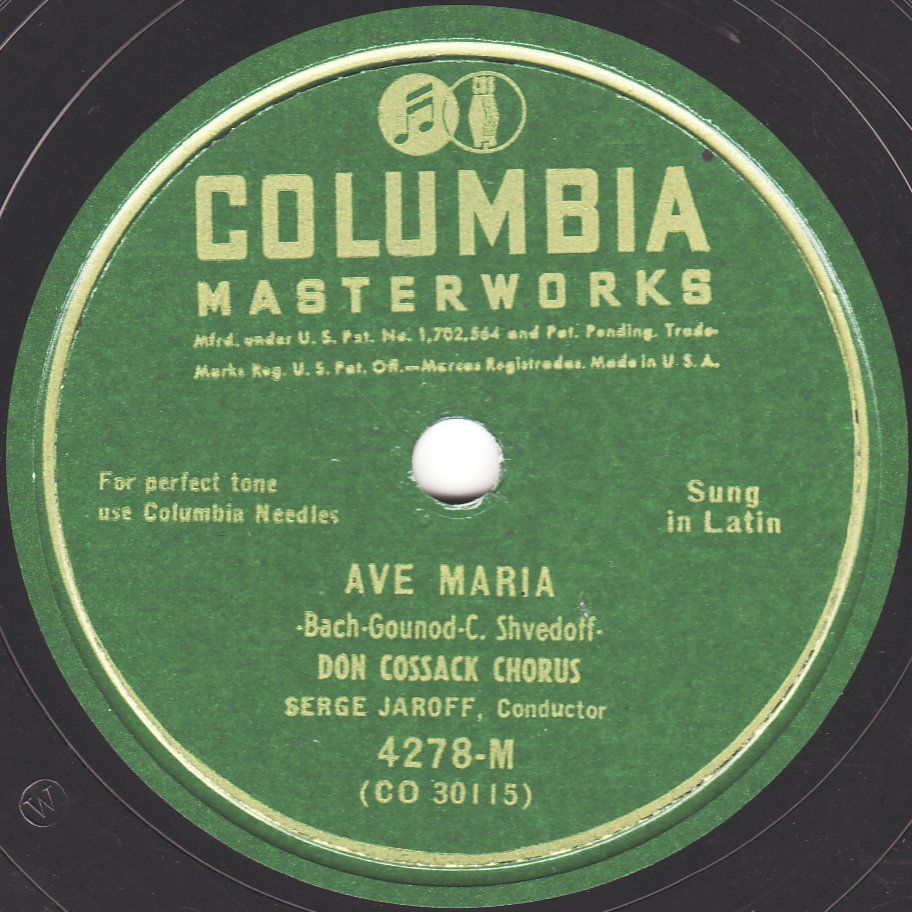 CBS
COLUMBIA
MASTERWORKS
Mfrd. under U. S. Pat. No. 1,702,564 and Pat. Pending. Trade-
Marks Reg. U. S. Pat. Off.—Marcas Registradas. Made in U. S. A.
For perfect tone
use Columbia Needles
Sung
in Latin
AVE MARIA
-Bach-Gounod-C. Shvedoff-
DON COSSACK CHORUS
SERGE JAROFF, Conductor
4278-M
(CO 30115)
W